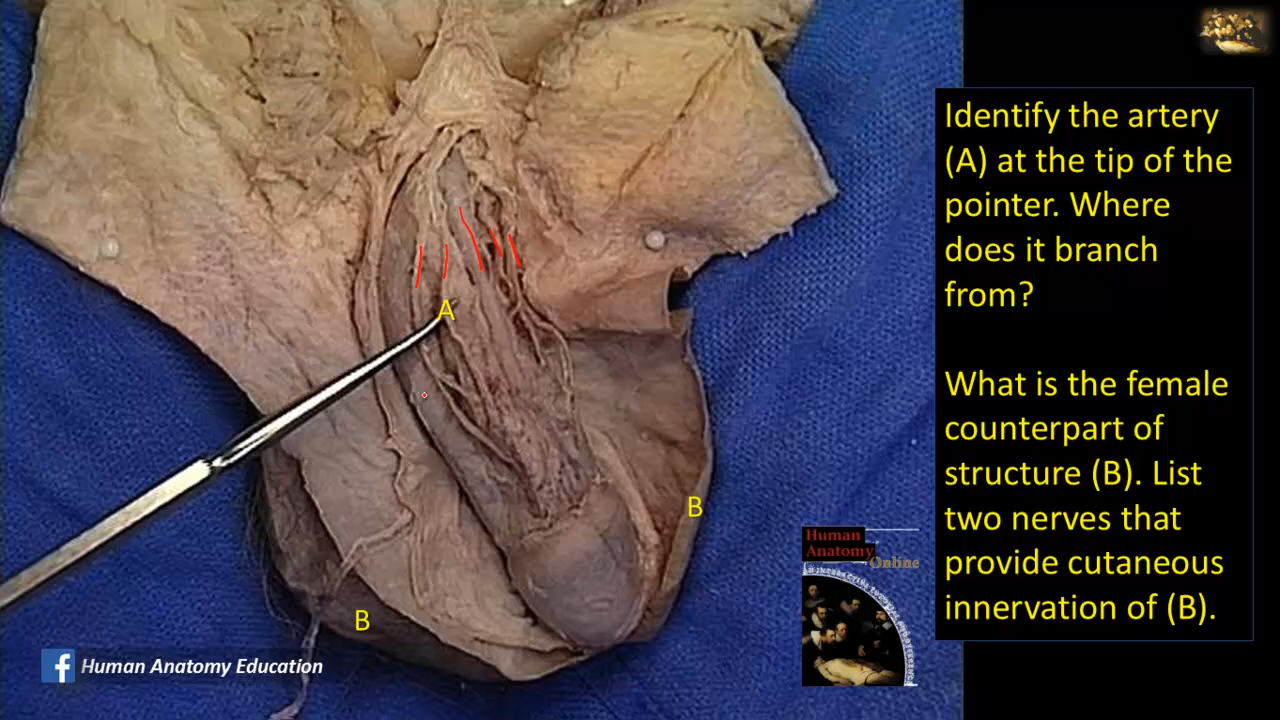 Identify the artery
(A) at the tip of the
pointer. Where
does it branch
from?
What is the female
counterpart of
structure (B). List
two nerves that
provide cutaneous
innervation of (B).
A
B
B
Human
Anatomy
Online
f Human Anatomy Education